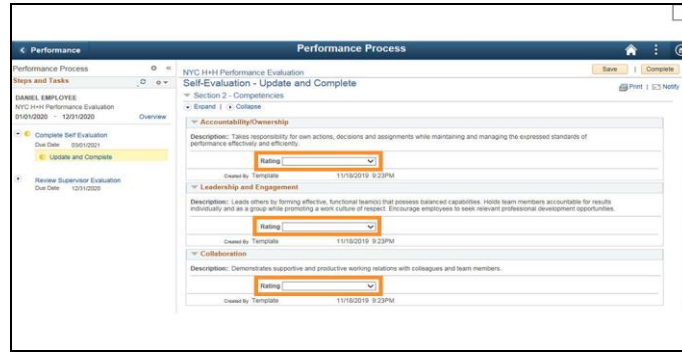 Performance
Performance Process
Performance Process
Steps and Tasks
DANIEL EMPLOYEE
NYC H+H Performance Evaluation
01/01/2020 - 12/31/2020 Overview
Complete Self Evaluation
Due Date 03/01/2021
Update and Complete
Review Supervisor Evaluation
Due Date 12/31/2020
Save | Complete
NYC H+H Performance Evaluation
Self-Evaluation - Update and Complete
Print | Notify
Section 2 - Competencies
Expand | Collapse
Accountability/Ownership
Description: Takes responsibility for own actions, decisions and assignments while maintaining and managing the expressed standards of
performance effectively and efficiently.
Rating
Created By Template 11/18/2019 9:23PM
Leadership and Engagement
Description: Leads others by forming effective, functional team(s) that possess balanced capabilities. Holds team members accountable for results
individually and as a group while promoting a work culture of respect. Encourage employees to seek relevant professional development opportunities.
Rating
Created By Template 11/18/2019 9:23PM
Collaboration
Description: Demonstrates supportive and productive working relations with colleagues and team members.
Rating
Created By Template 11/18/2019 9:23PM